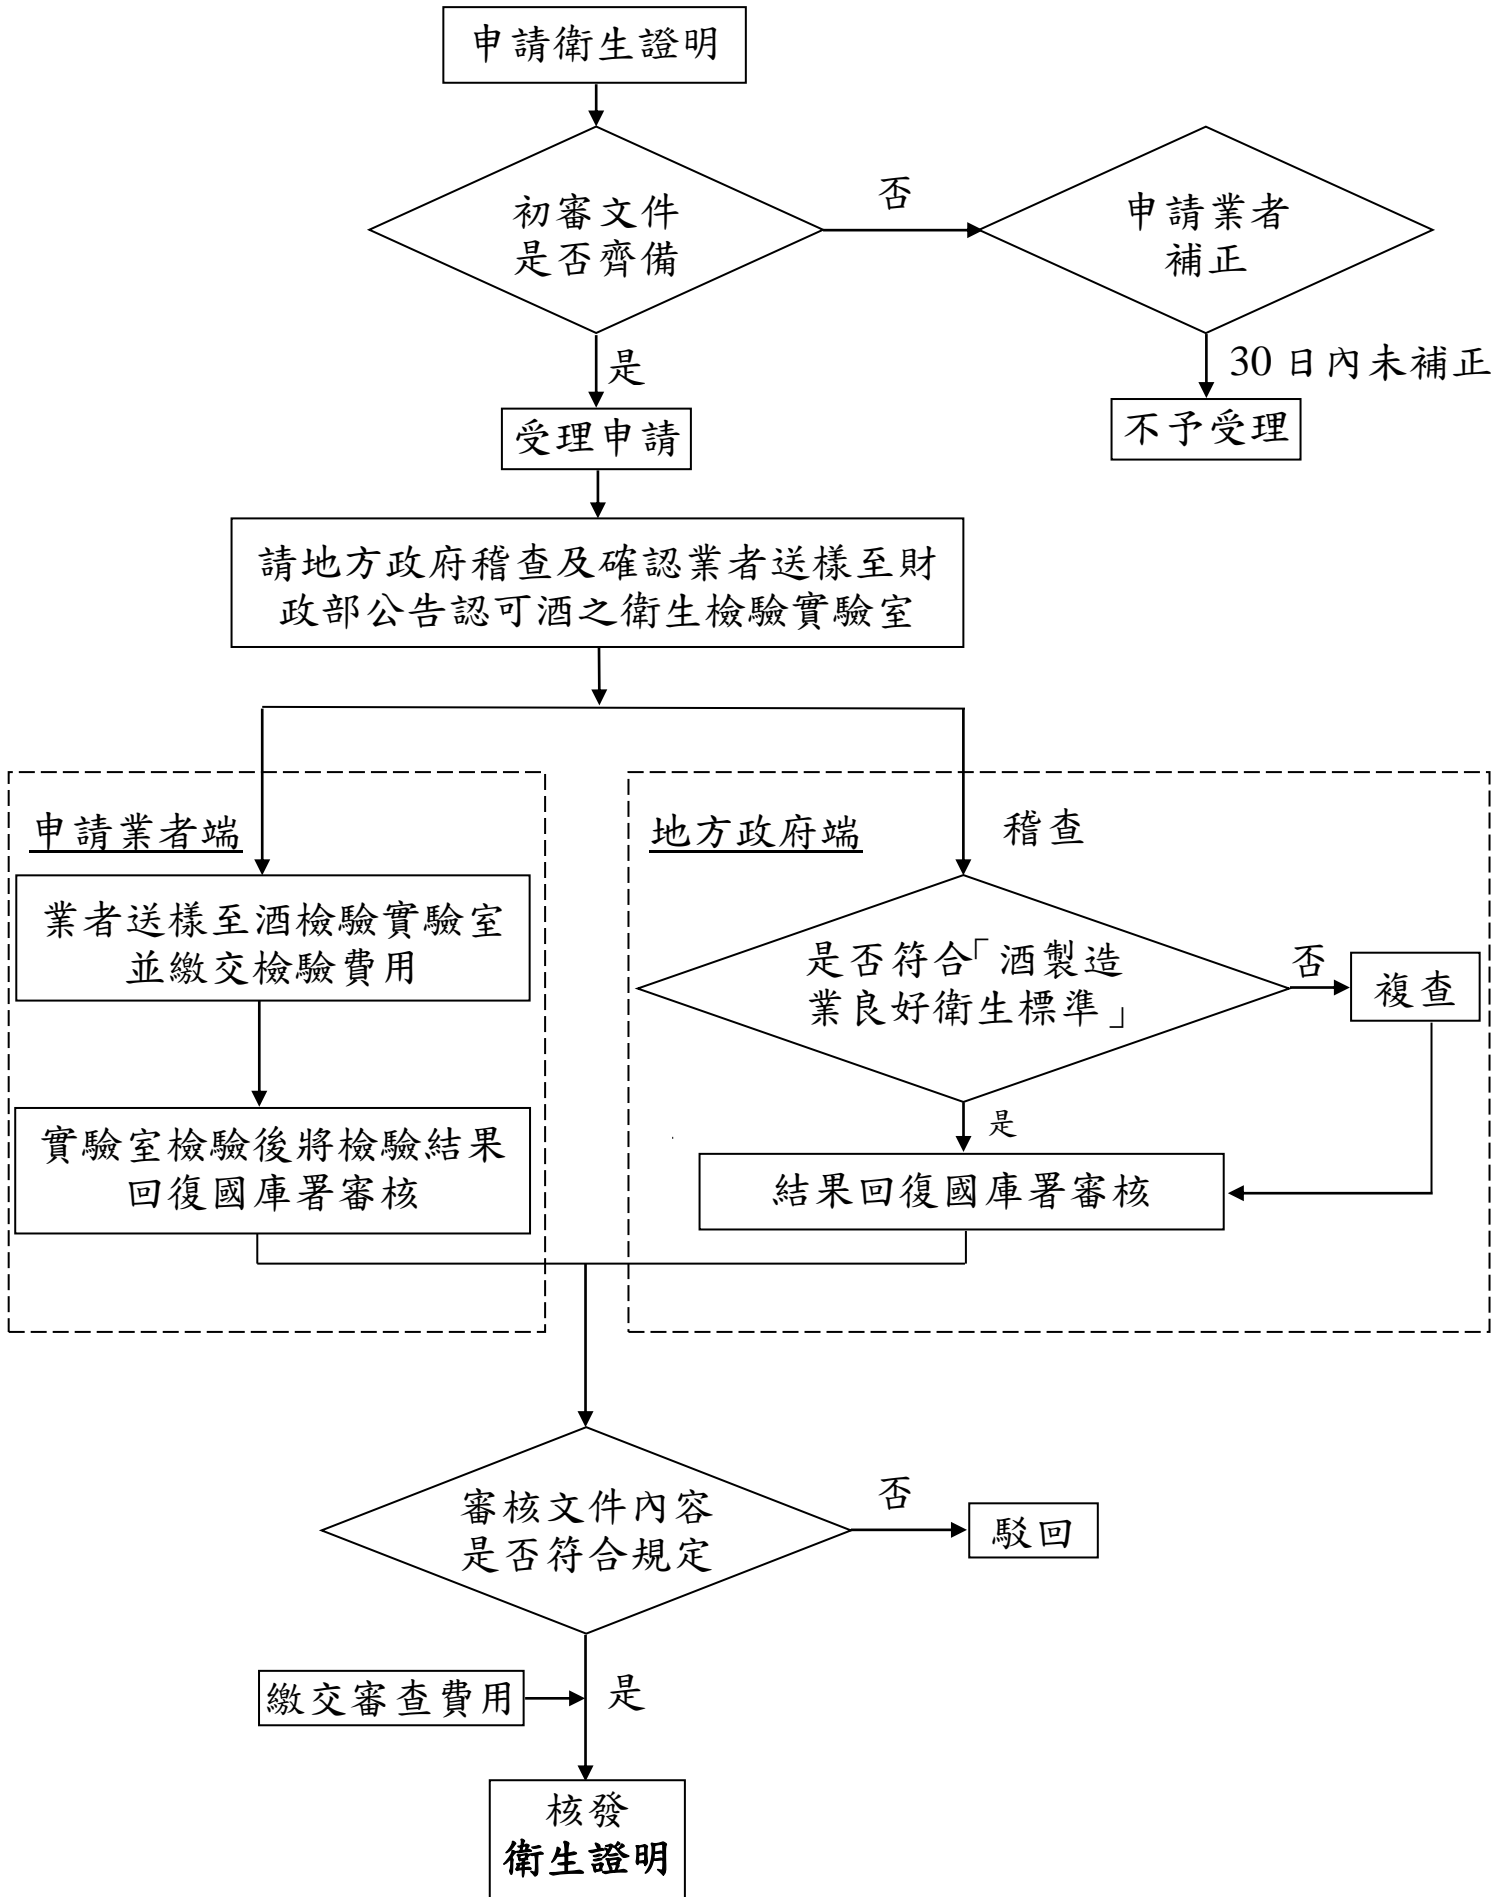 申請衛生證明
初審文件
是否齊備
否
申請業者
補正
是
30 日內未補正
受理申請
不予受理
請地方政府稽查及確認業者送樣至財
政部公告認可酒之衛生檢驗實驗室
申請業者端
業者送樣至酒檢驗實驗室
並繳交檢驗費用
實驗室檢驗後將檢驗結果
回復國庫署審核
地方政府端
稽查
是否符合「酒製造
業良好衛生標準」
否
複查
是
結果回復國庫署審核
審核文件內容
是否符合規定
否
駁回
繳交審查費用
是
核發
衛生證明